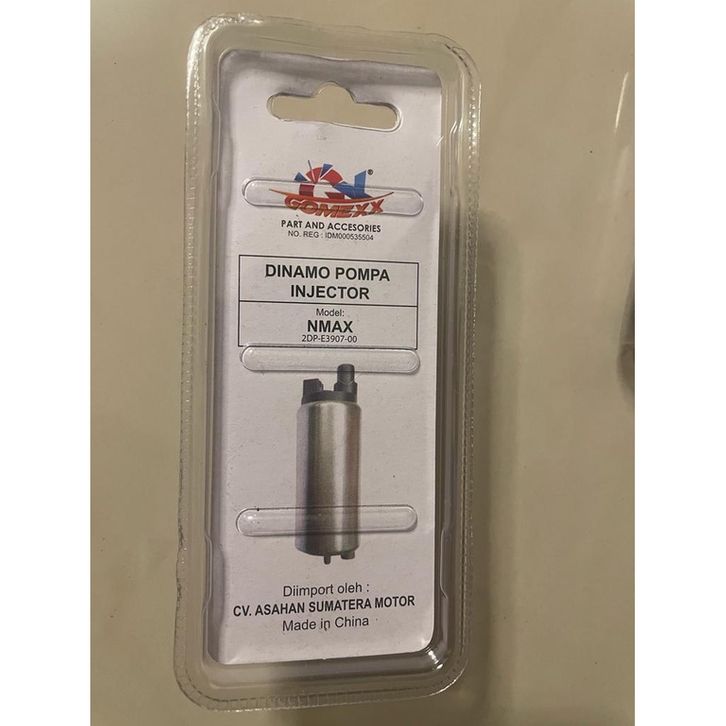 GOMEXX ®
PART AND ACCESORIES
NO. REG : IDM000535504
DINAMO POMPA
INJECTOR
Model:
NMAX
2DP-E3907-00
Diimport oleh :
CV. ASAHAN SUMATERA MOTOR
Made in China